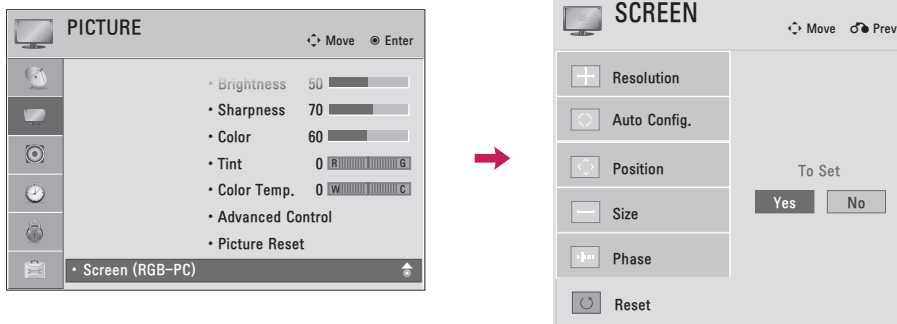 PICTURE
Move Enter
• Brightness 50
• Sharpness 70
• Color 60
• Tint 0 R G
• Color Temp. 0 W C
• Advanced Control
• Picture Reset
• Screen (RGB-PC)
SCREEN
Move Prev
Resolution
Auto Config.
Position
Size
Phase
Reset
To Set
Yes No